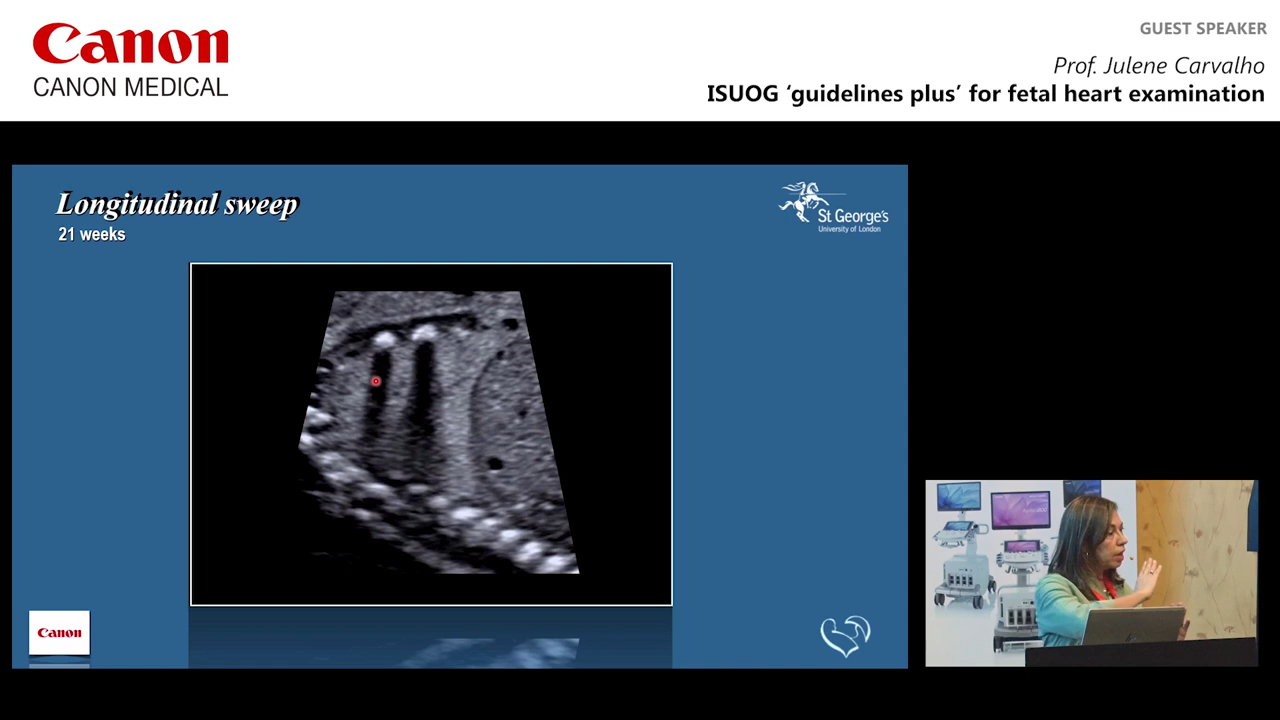 Canon
CANON MEDICAL
GUEST SPEAKER
Prof. Julene Carvalho
ISUOG ‘guidelines plus’ for fetal heart examination
Longitudinal sweep
21 weeks
St George's
University of London
Canon